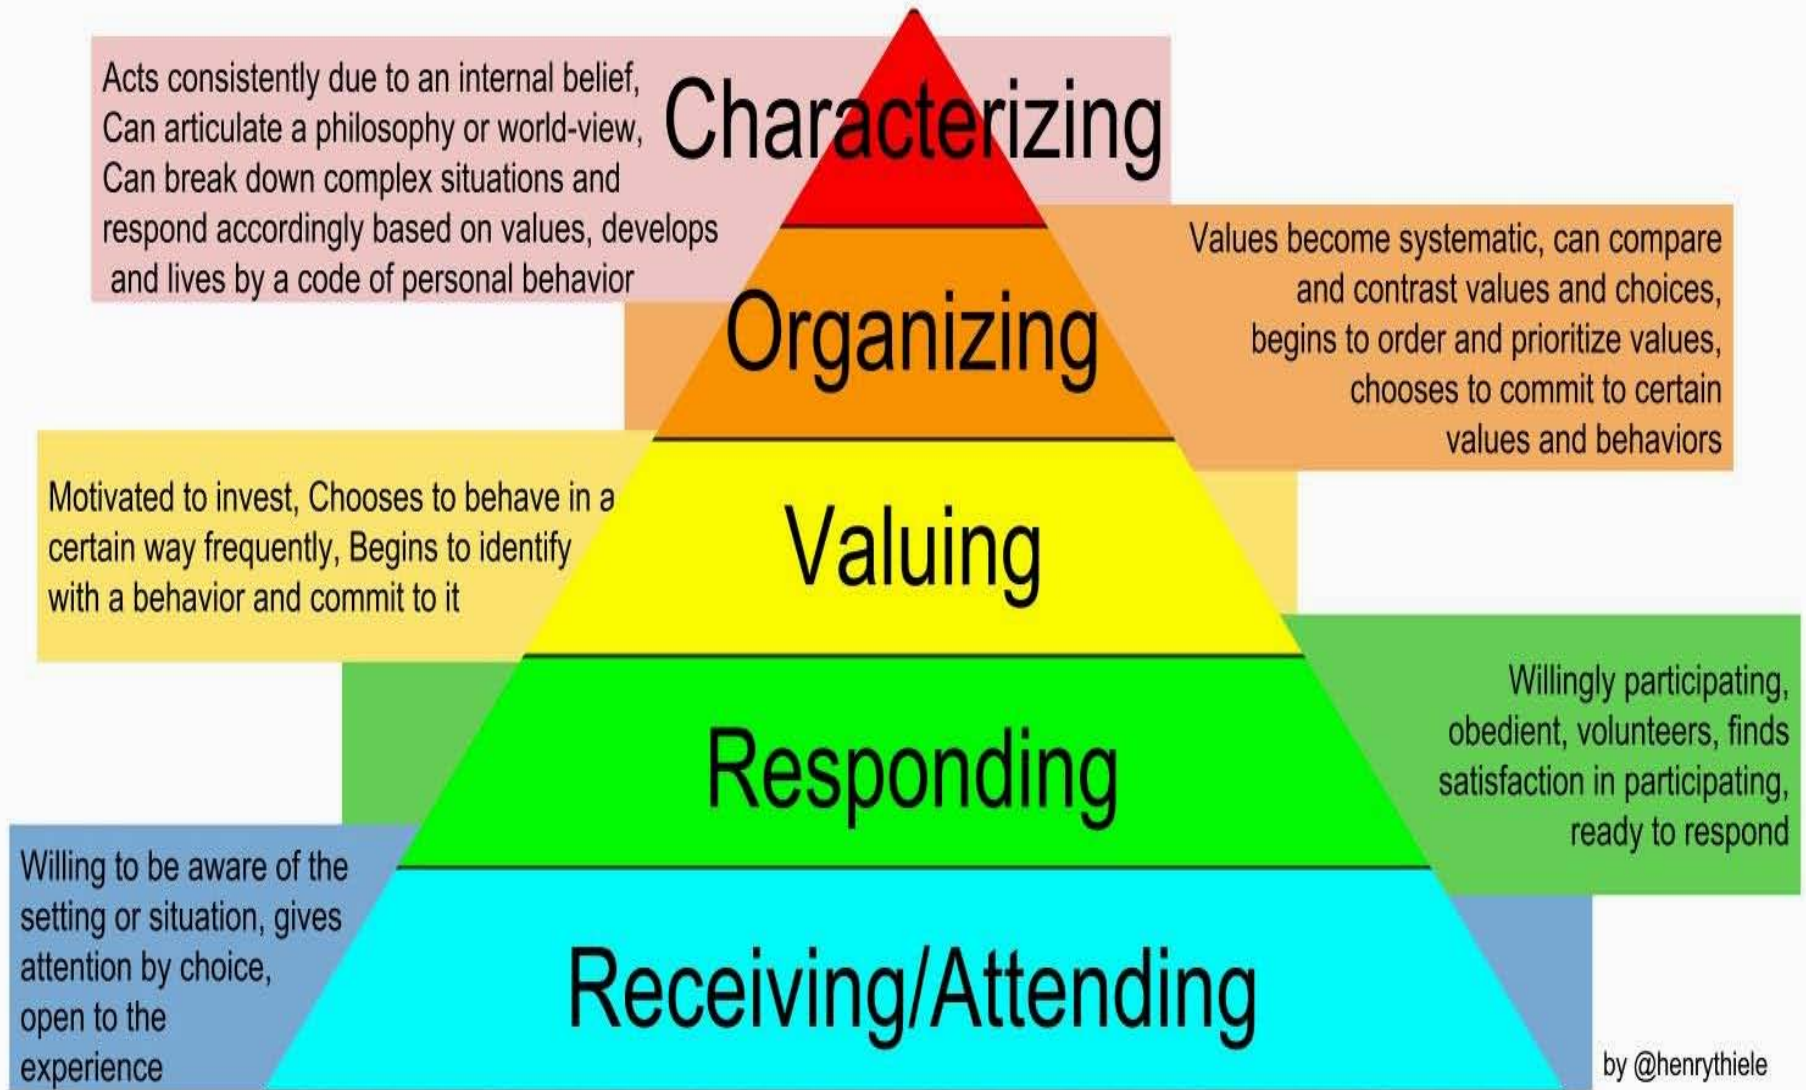 Characterizing
Acts consistently due to an internal belief,
Can articulate a philosophy or world-view,
Can break down complex situations and
respond accordingly based on values, develops
and lives by a code of personal behavior
Organizing
Values become systematic, can compare
and contrast values and choices,
begins to order and prioritize values,
chooses to commit to certain
values and behaviors
Valuing
Motivated to invest, Chooses to behave in a
certain way frequently, Begins to identify
with a behavior and commit to it
Responding
Willingly participating,
obedient, volunteers, finds
satisfaction in participating,
ready to respond
Receiving/Attending
Willing to be aware of the
setting or situation, gives
attention by choice,
open to the
experience
by @henrythiele